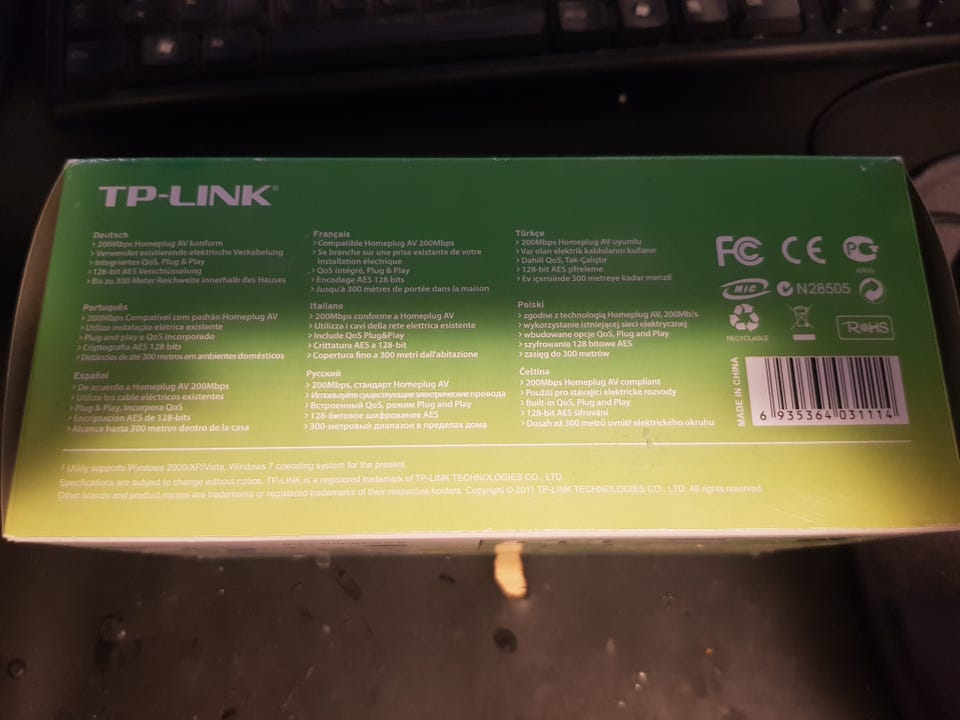 TP-LINK®
Deutsch
› 200Mbps Homeplug AV konform
› Verwendet existierende elektrische Verkabelung
› Integriertes QoS, Plug & Play
› 128-bit AES Verschlüsselung
› Bis zu 300 Meter Reichweite innerhalb des Hauses
Français
› Compatible Homeplug AV 200Mbps
› Se branche sur une prise existante de votre
installation électrique
› QoS intégré, Plug & Play
› Encodage AES 128 bits
› Jusqu'à 300 mètres de portée dans la maison
Türkçe
› 200Mbps Homeplug AV uyumlu
› Var olan elektrik kablolarını kullanır
› Dahili QoS, Tak-Çalıştır
› 128-bit AES şifreleme
› Ev içerisinde 300 metreye kadar menzil
Português
› 200Mbps Compatível com padrão Homeplug AV
› Utiliza instalação elétrica existente
› Plug and play e QoS incorporado
› Criptografia AES 128 bits
› Distâncias de até 300 metros em ambientes domésticos
Italiano
› 200Mbps conforme a Homeplug AV
› Utilizza i cavi della rete elettrica esistente
› Include QoS Plug&Play
› Crittatura AES a 128-bit
› Copertura fino a 300 metri dall'abitazione
Polski
› zgodne z technologią Homeplug AV, 200Mb/s
› wykorzystanie istniejącej sieci elektrycznej
› wbudowane opcje QoS, Plug and Play
› szyfrowanie 128 bitowe AES
› zasięg do 300 metrów
Español
› De acuerdo a Homeplug AV 200Mbps
› Utiliza los cable eléctricos existentes
› Plug & Play, Incorpora QoS
› Encriptación AES de 128-bits
› Alcance hasta 300 metros dentro de la casa
Русский
› 200Mbps, стандарт Homeplug AV
› Используйте существующие электрические провода
› Встроенный QoS, режим Plug and Play
› 128-битовое шифрование AES
› 300-метровый диапазон в пределах дома
Čeština
› 200Mbps Homeplug AV compliant
› Použití pro stávající elektrické rozvody
› Built-in QoS, Plug and Play
› 128-bit AES šifrování
› Dosah až 300 metrů uvnitř elektrického okruhu
FC CE
MIC N28505
RECYCLABLE
RoHS
MADE IN CHINA
6 935364 031114
¹ Utility supports Windows 2000/XP/Vista, Windows 7 operating system for the present.
Specifications are subject to change without notice. TP-LINK is a registered trademark of TP-LINK TECHNOLOGIES CO., LTD.
Other brands and product names are trademarks or registered trademarks of their respective holders. Copyright © 2011 TP-LINK TECHNOLOGIES CO., LTD. All rights reserved.